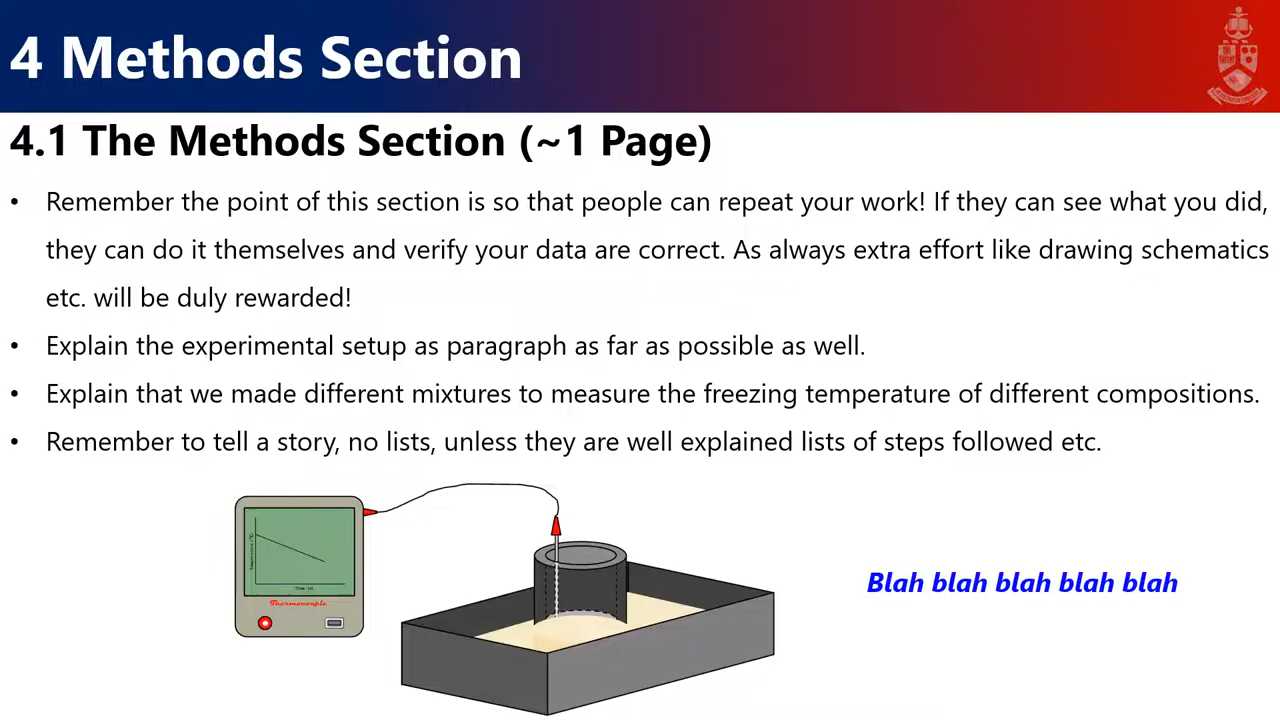 4 Methods Section
4.1 The Methods Section (~1 Page)
• Remember the point of this section is so that people can repeat your work! If they can see what you did,
they can do it themselves and verify your data are correct. As always extra effort like drawing schematics
etc. will be duly rewarded!
• Explain the experimental setup as paragraph as far as possible as well.
• Explain that we made different mixtures to measure the freezing temperature of different compositions.
• Remember to tell a story, no lists, unless they are well explained lists of steps followed etc.
Thermocouple
Blah blah blah blah blah